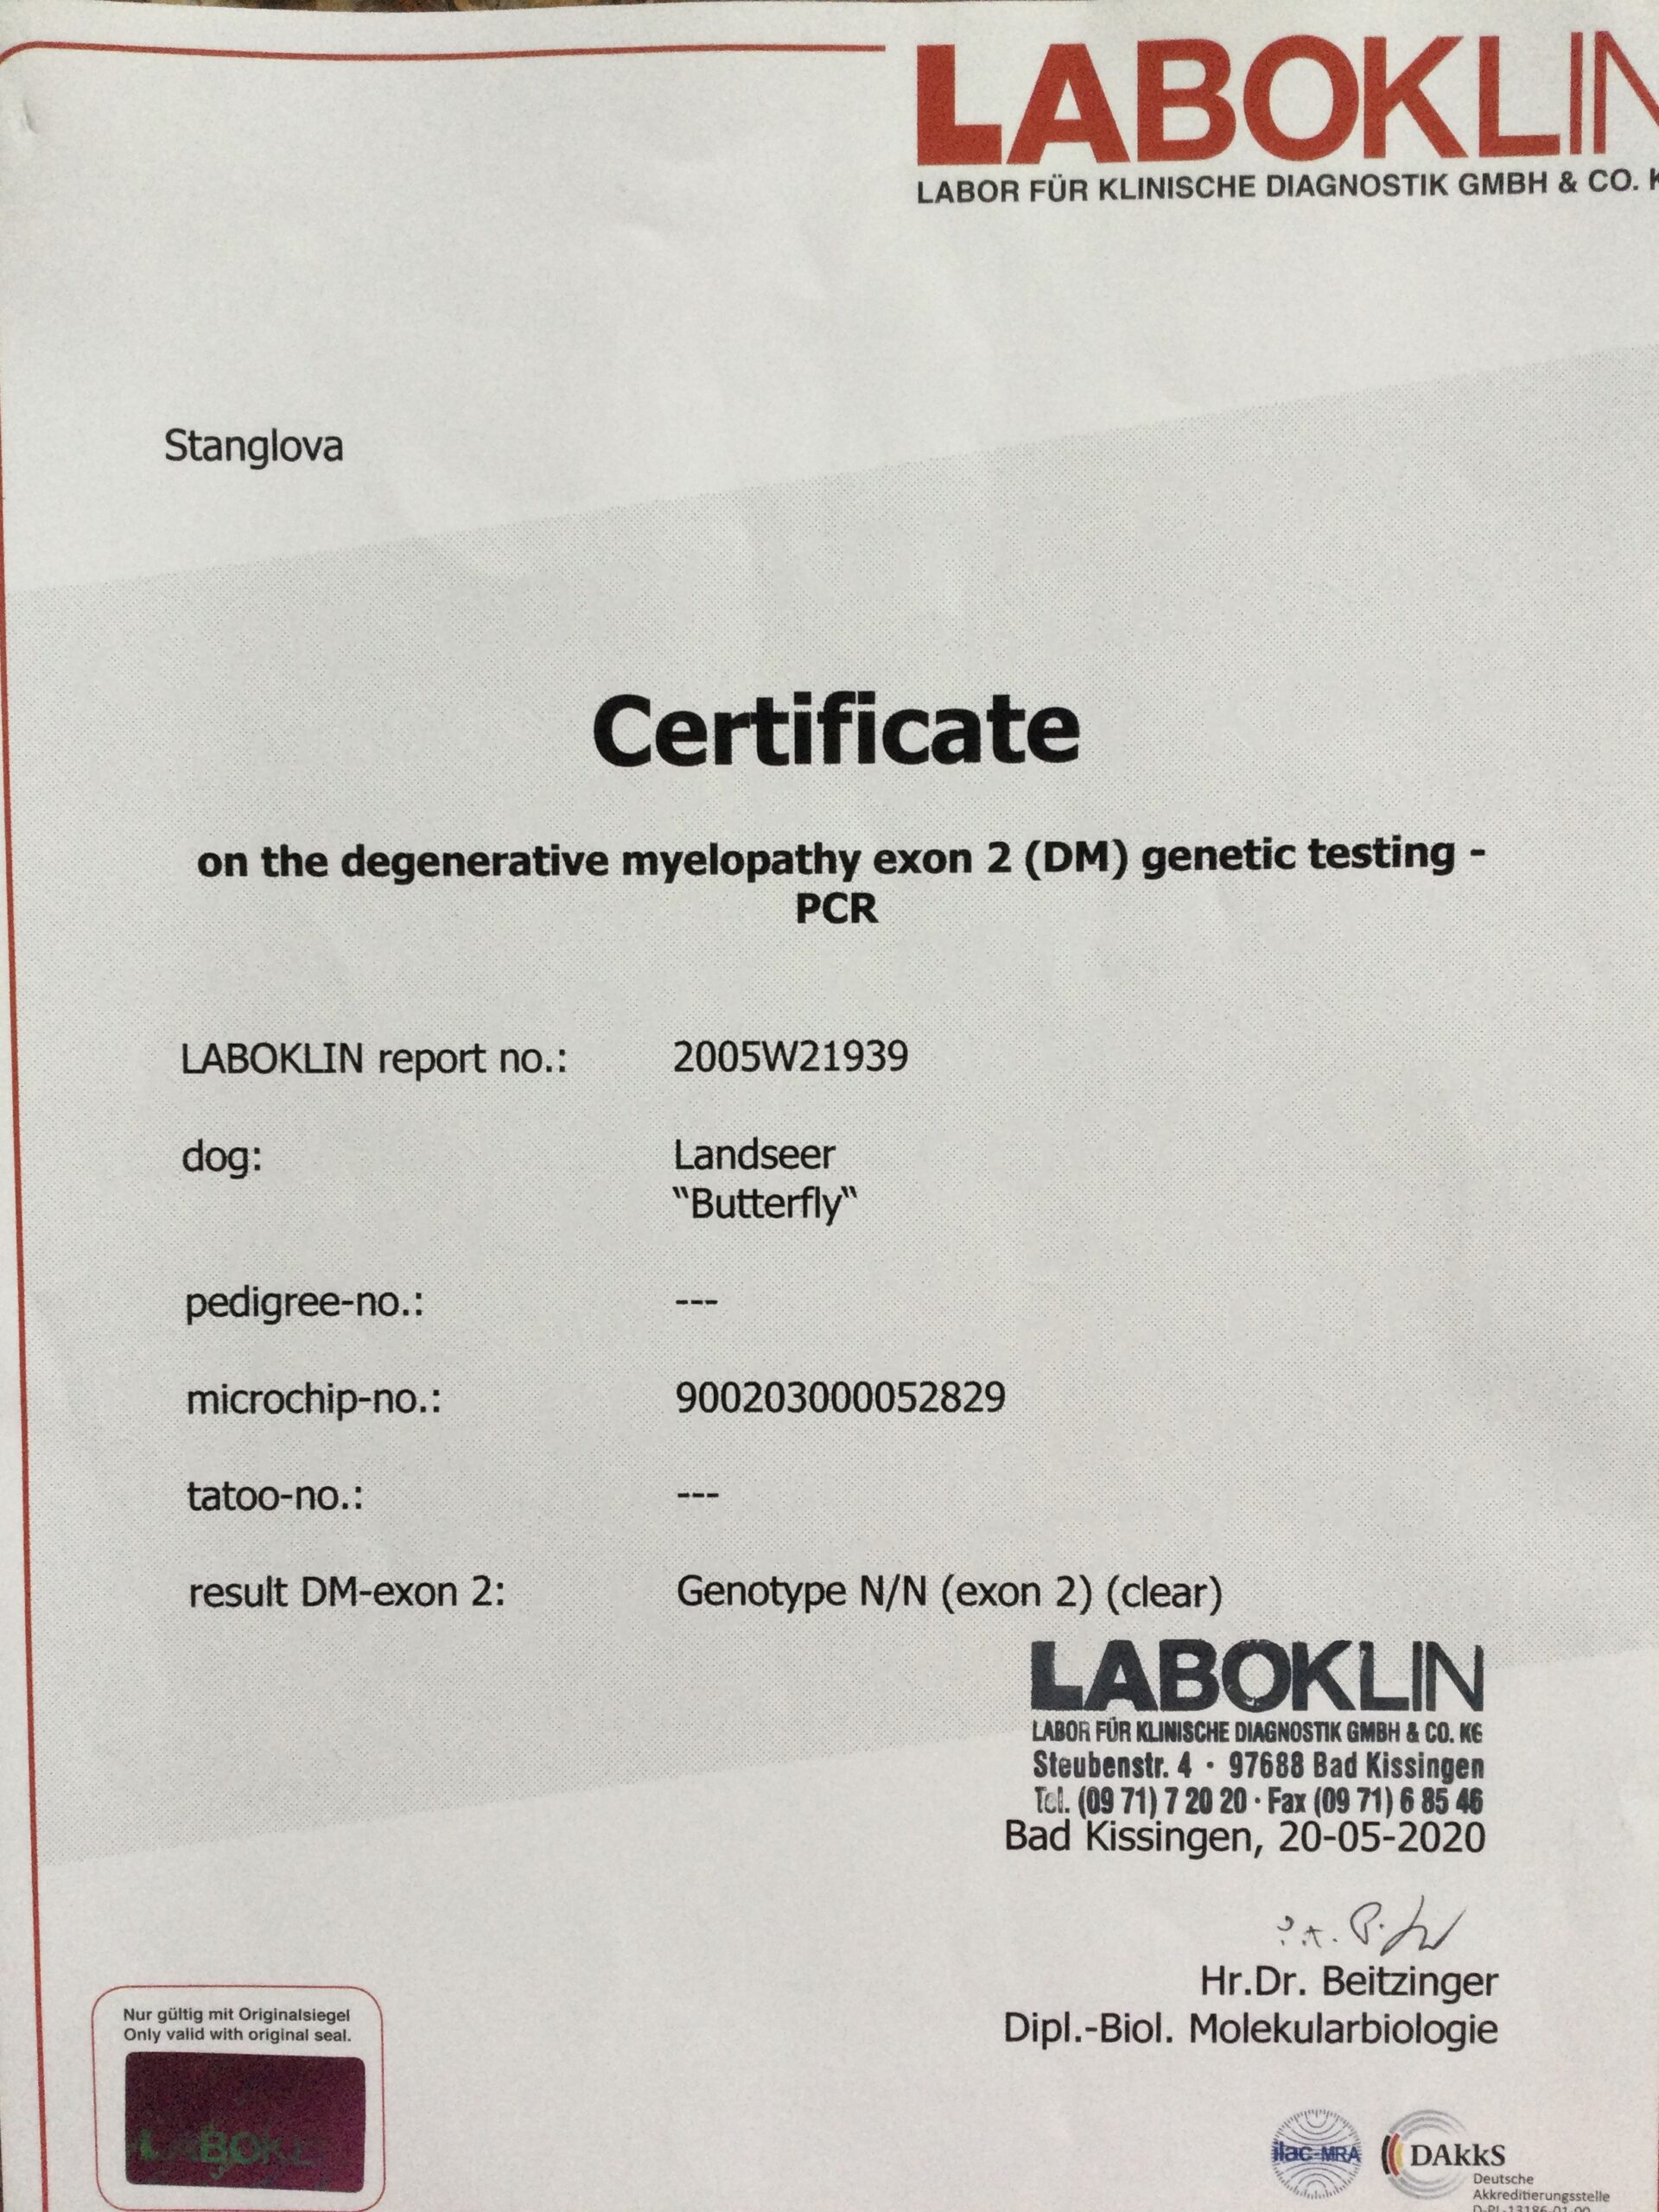 LABOKLIN
LABOR FÜR KLINISCHE DIAGNOSTIK GMBH & CO. K
Stanglova
Certificate
on the degenerative myelopathy exon 2 (DM) genetic testing -
PCR
LABOKLIN report no.: 2005W21939
dog: Landseer
“Butterfly“
pedigree-no.: ---
microchip-no.: 900203000052829
tatoo-no.: ---
result DM-exon 2: Genotype N/N (exon 2) (clear)
LABOKLIN
LABOR FÜR KLINISCHE DIAGNOSTIK GMBH & CO. KG
Steubenstr. 4 · 97688 Bad Kissingen
Tel. (09 71) 7 20 20 · Fax (09 71) 6 85 46
Bad Kissingen, 20-05-2020
Hr.Dr. Beitzinger
Dipl.-Biol. Molekularbiologie
Nur gültig mit Originalsiegel
Only valid with original seal.
LABOKL
ilac-MRA
DAkkS
Deutsche
Akkreditierungsstelle